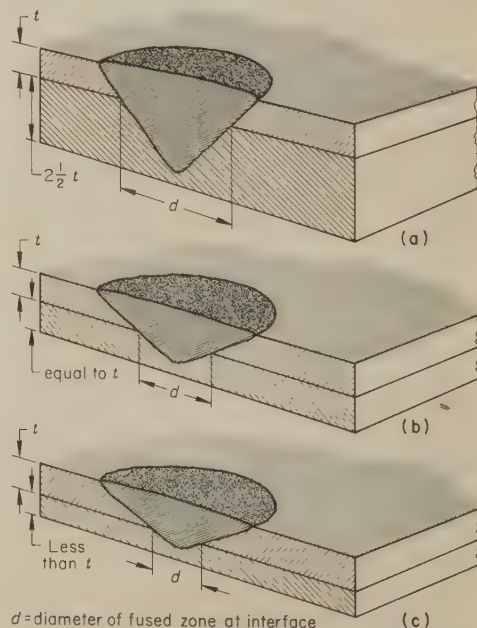 t
2 1/2 t
d
(a)
t
equal to t
d
(b)
t
Less
than t
d
(c)
d=diameter of fused zone at interface